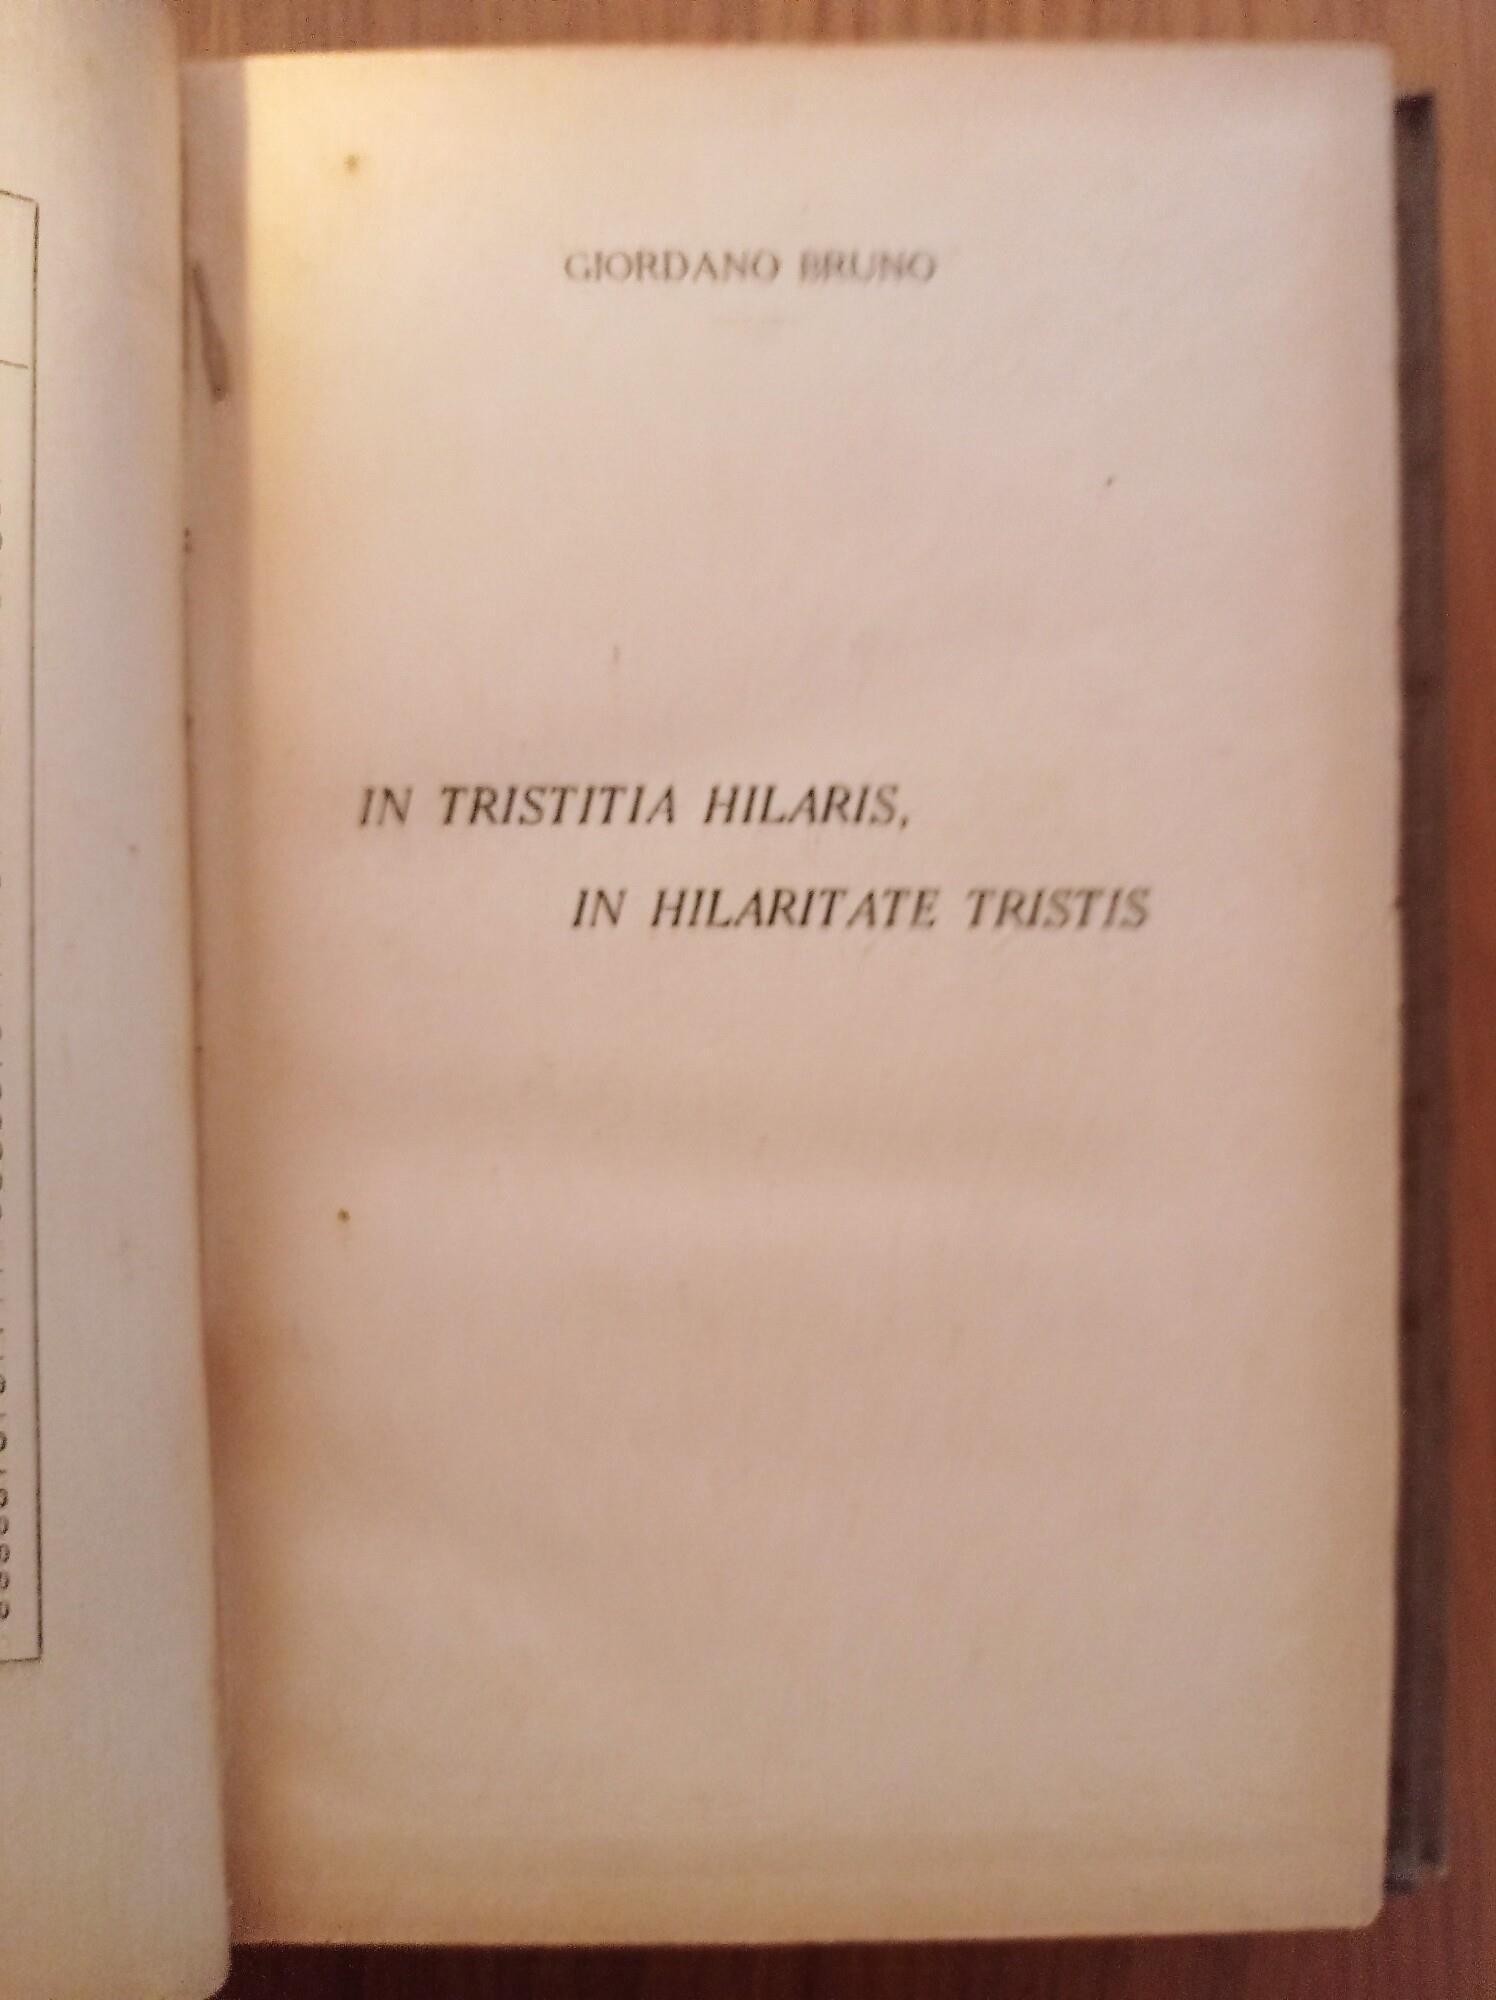 GIORDANO BRUNO
IN TRISTITIA HILARIS,
IN HILARITATE TRISTIS